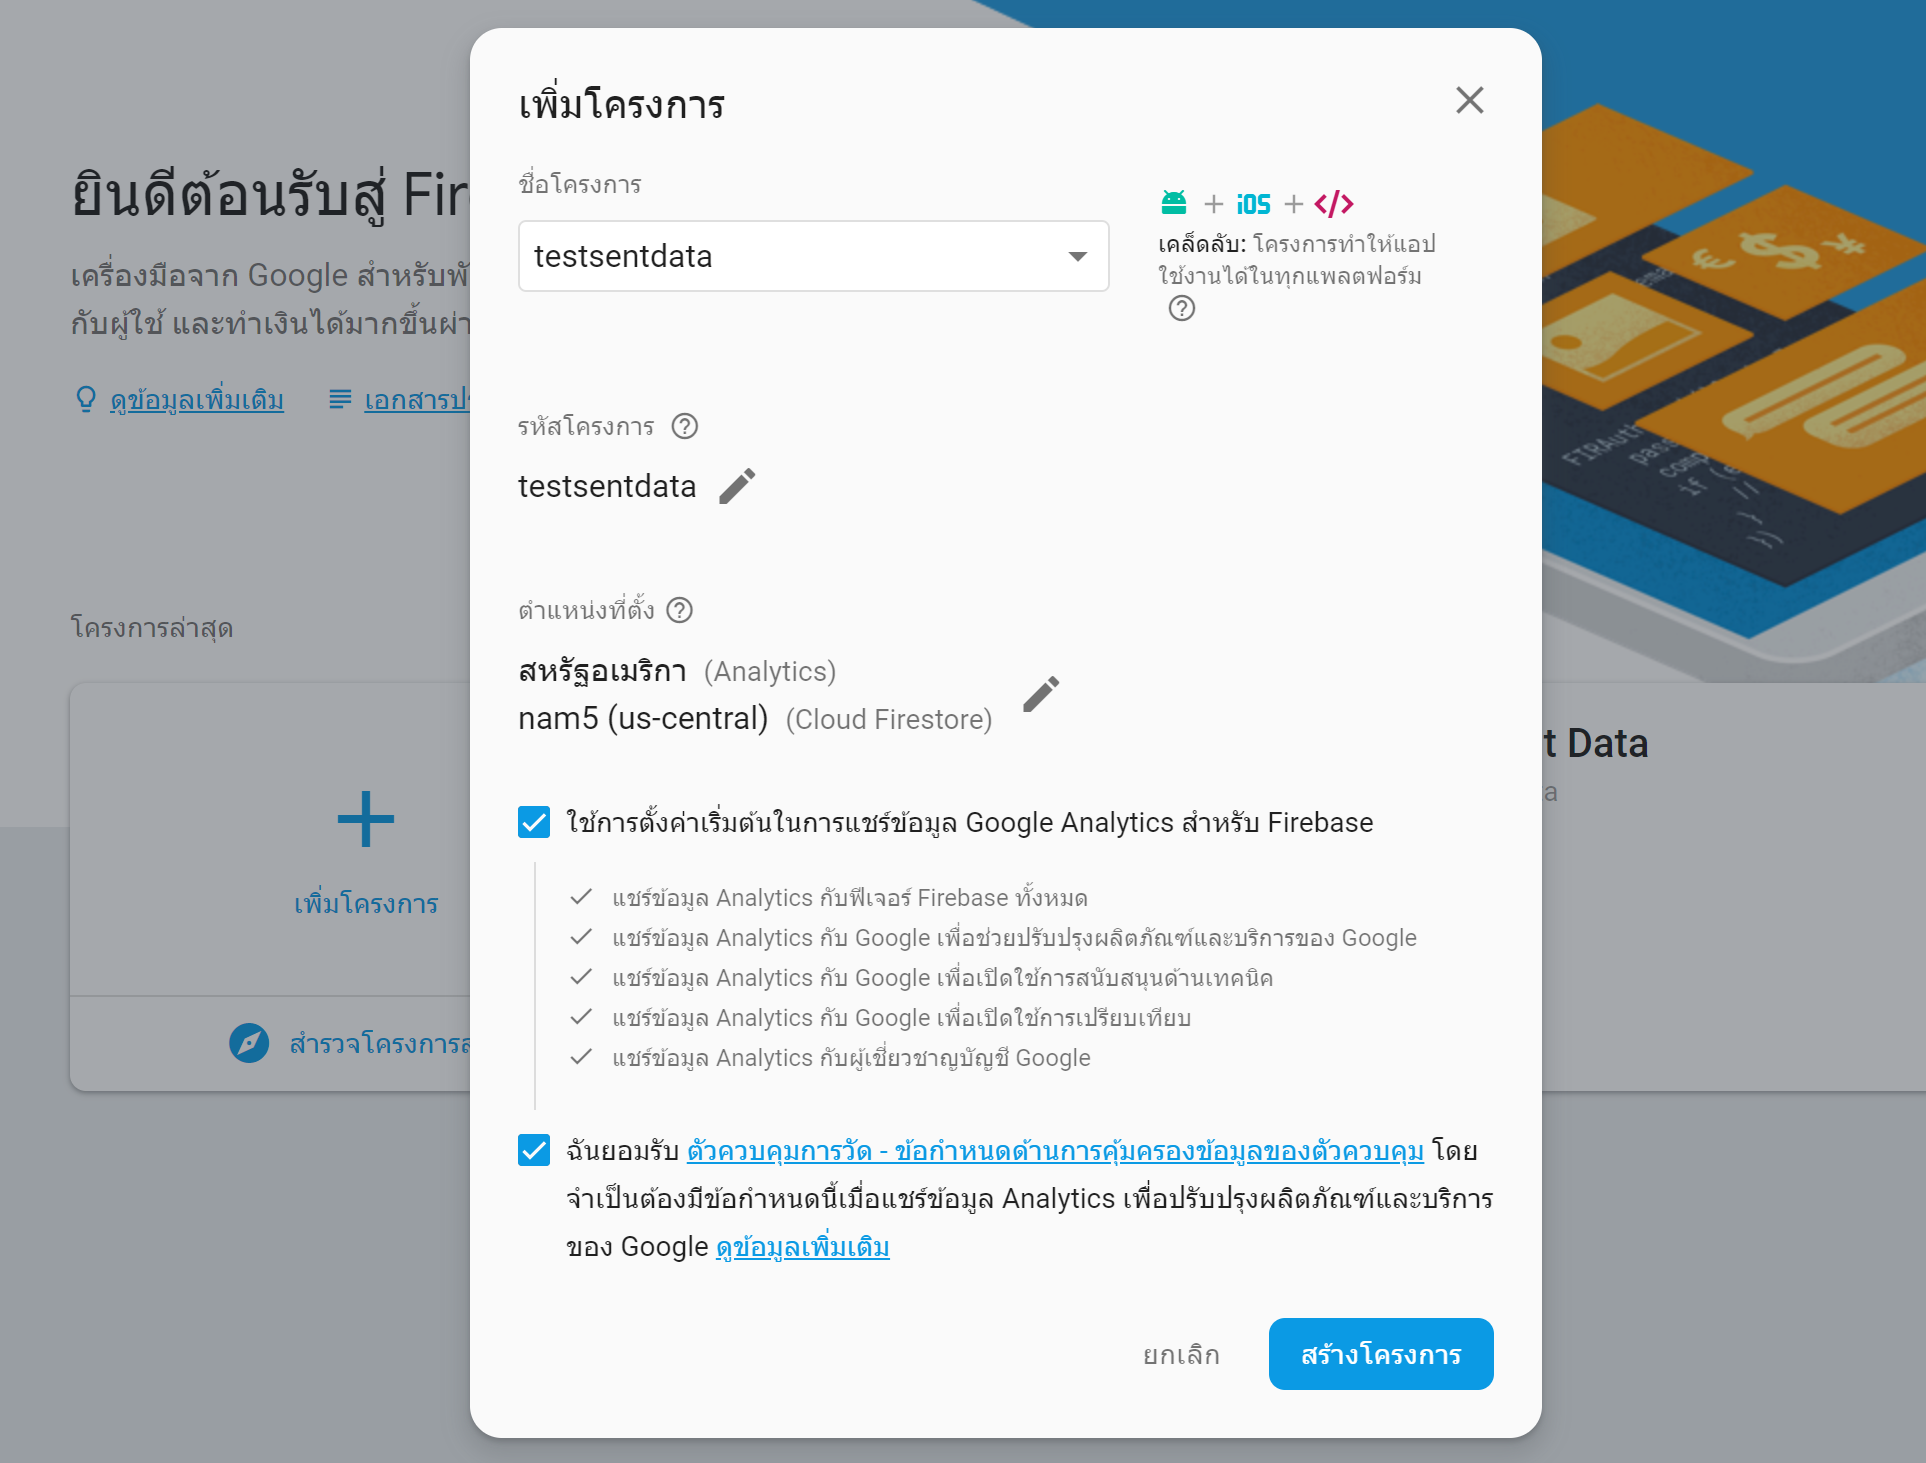 เพิ่มโครงการ
ชื่อโครงการ
testsentdata
iOS
เคล็ดลับ: โครงการทำให้แอป
ใช้งานได้ในทุกแพลตฟอร์ม
รหัสโครงการ
testsentdata
ตำแหน่งที่ตั้ง
สหรัฐอเมริกา (Analytics)
nam5 (us-central) (Cloud Firestore)
ใช้การตั้งค่าเริ่มต้นในการแชร์ข้อมูล Google Analytics สำหรับ Firebase
แชร์ข้อมูล Analytics กับฟีเจอร์ Firebase ทั้งหมด
แชร์ข้อมูล Analytics กับ Google เพื่อช่วยปรับปรุงผลิตภัณฑ์และบริการของ Google
แชร์ข้อมูล Analytics กับ Google เพื่อเปิดใช้การสนับสนุนด้านเทคนิค
แชร์ข้อมูล Analytics กับ Google เพื่อเปิดใช้การเปรียบเทียบ
แชร์ข้อมูล Analytics กับผู้เชี่ยวชาญบัญชี Google
ฉันยอมรับ ตัวควบคุมการวัด - ข้อกำหนดด้านการคุ้มครองข้อมูลของตัวควบคุม โดย
จำเป็นต้องมีข้อกำหนดนี้เมื่อแชร์ข้อมูล Analytics เพื่อปรับปรุงผลิตภัณฑ์และบริการ
ของ Google ดูข้อมูลเพิ่มเติม
ยกเลิก
สร้างโครงการ
ยินดีต้อนรับสู่ Fir
เครื่องมือจาก Google สำหรับพั
กับผู้ใช้ และทำเงินได้มากขึ้นผ่า
ดูข้อมูลเพิ่มเติม
เอกสารปร
โครงการล่าสุด
เพิ่มโครงการ
สำรวจโครงการส
t Data
a
FIRAuth